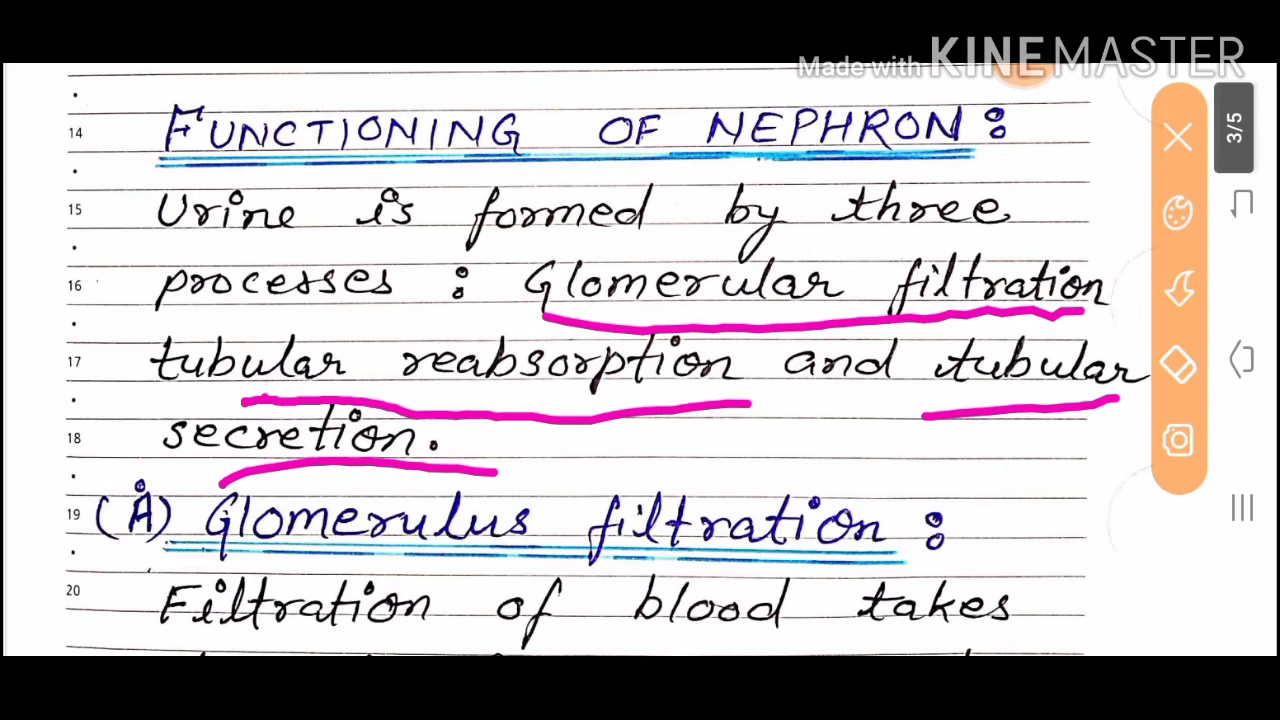 Made with KINEMASTER
3/5
14 FUNCTIONING OF NEPHRON :
15 Urine is formed by three
16 processes : Glomerular filtration
17 tubular reabsorption and tubular
18 secretion.
19 (A) Glomerulus filtration :
20 Filtration of blood takes